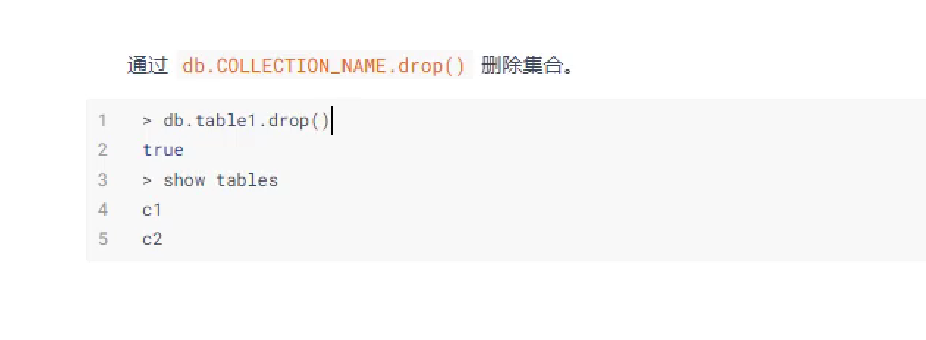 通过 db.COLLECTION_NAME.drop() 删除集合。
1 > db.table1.drop()
2 true
3 > show tables
4 c1
5 c2